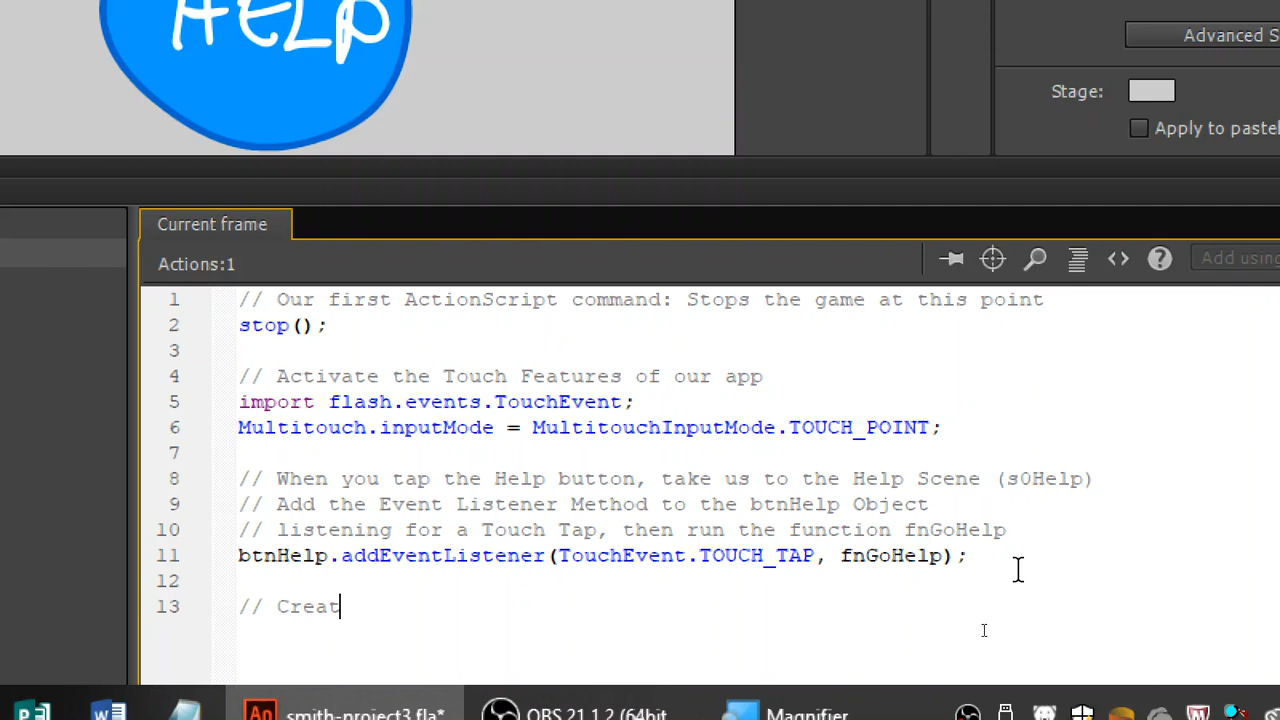 HELP
Advanced S
Stage:
Apply to pastel
Current frame
Actions:1
Add using
1 // Our first ActionScript command: Stops the game at this point
2 stop();
3
4 // Activate the Touch Features of our app
5 import flash.events.TouchEvent;
6 Multitouch.inputMode = MultitouchInputMode.TOUCH_POINT;
7
8 // When you tap the Help button, take us to the Help Scene (s0Help)
9 // Add the Event Listener Method to the btnHelp Object
10 // listening for a Touch Tap, then run the function fnGoHelp
11 btnHelp.addEventListener(TouchEvent.TOUCH_TAP, fnGoHelp);
12
13 // Creat
An smith-project3.fla* OBS 21.1.2 (64bit Magnifier